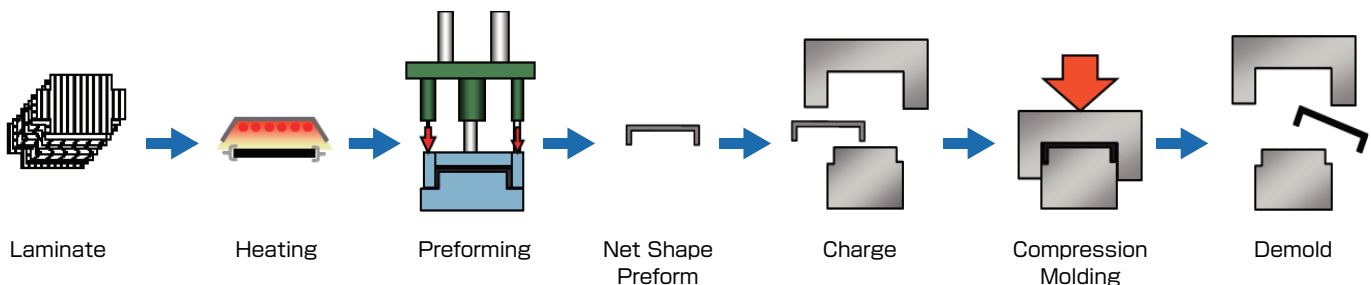 Laminate
Heating
Preforming
Net Shape
Preform
Charge
Compression
Molding
Demold